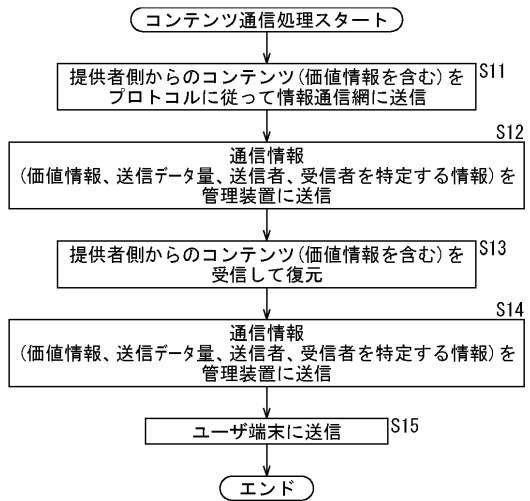 コンテンツ通信処理スタート
S11
提供者側からのコンテンツ(価値情報を含む)を
プロトコルに従って情報通信網に送信
S12
通信情報
(価値情報、送信データ量、送信者、受信者を特定する情報)を
管理装置に送信
S13
提供者側からのコンテンツ(価値情報を含む)を
受信して復元
S14
通信情報
(価値情報、送信データ量、送信者、受信者を特定する情報)を
管理装置に送信
ユーザ端末に送信 S15
エンド